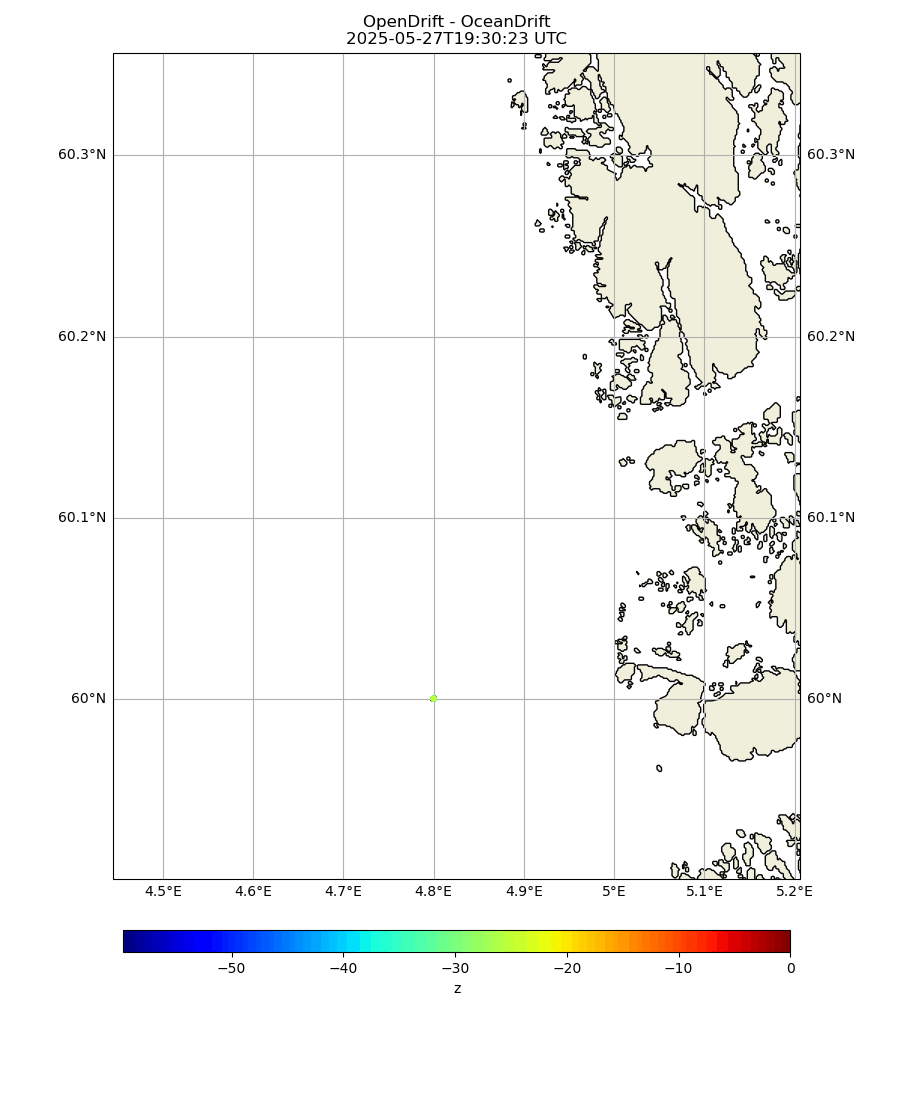 OpenDrift - OceanDrift
2025-05-27T19:30:23 UTC
60.3°N 60.3°N
60.2°N 60.2°N
60.1°N 60.1°N
60°N 60°N
4.5°E 4.6°E 4.7°E 4.8°E 4.9°E 5°E 5.1°E 5.2°E
−50 −40 −30 −20 −10 0
z